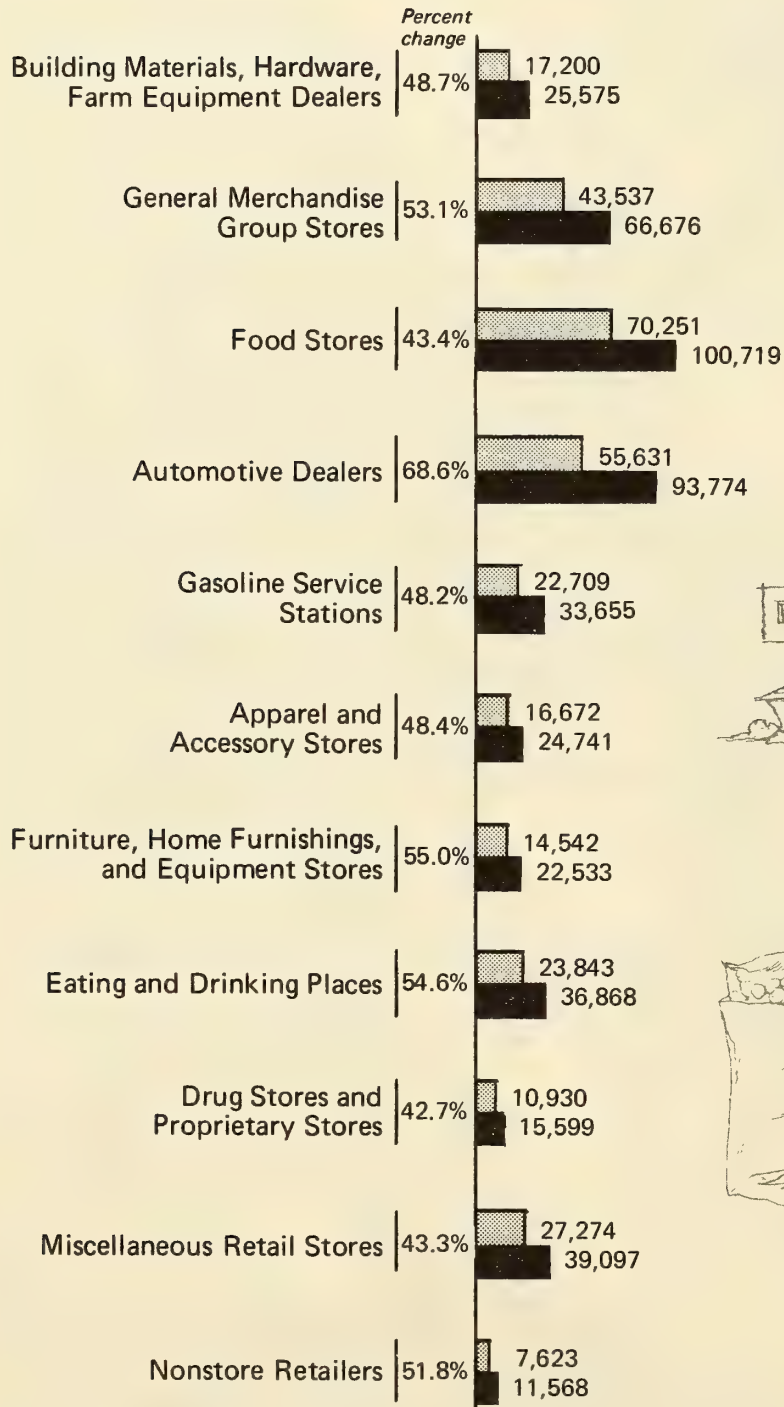 Percent
change
Building Materials, Hardware,
Farm Equipment Dealers
48.7%
17,200
25,575
General Merchandise
Group Stores
53.1%
43,537
66,676
Food Stores
43.4%
70,251
100,719
Automotive Dealers
68.6%
55,631
93,774
Gasoline Service
Stations
48.2%
22,709
33,655
Apparel and
Accessory Stores
48.4%
16,672
24,741
Furniture, Home Furnishings,
and Equipment Stores
55.0%
14,542
22,533
Eating and Drinking Places
54.6%
23,843
36,868
Drug Stores and
Proprietary Stores
42.7%
10,930
15,599
Miscellaneous Retail Stores
43.3%
27,274
39,097
Nonstore Retailers
51.8%
7,623
11,568